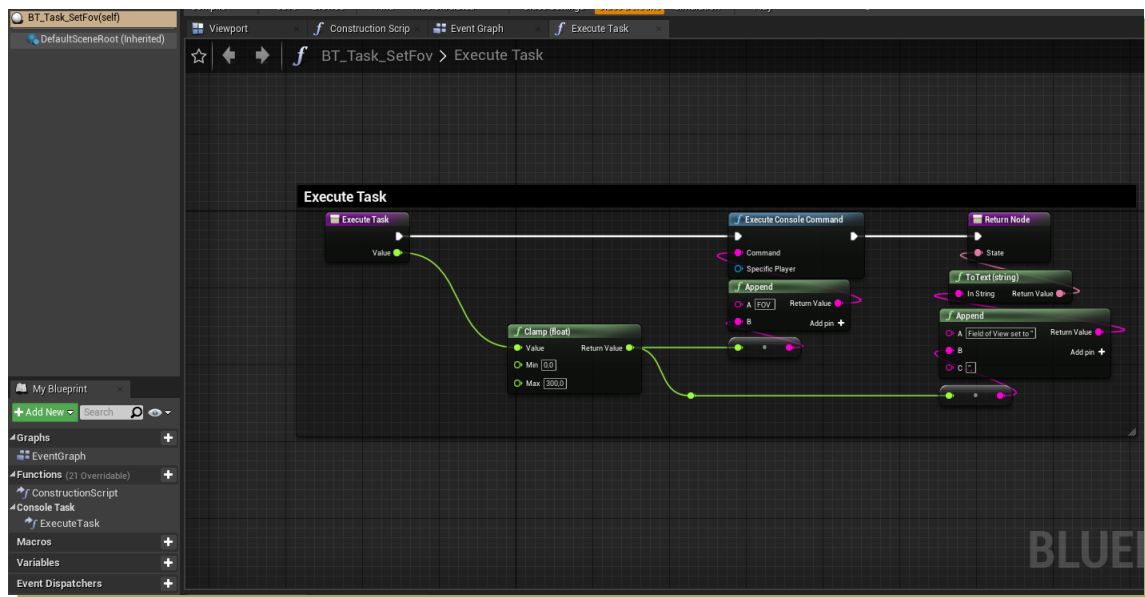 BT_Task_SetFov(self)
DefaultSceneRoot (Inherited)
Viewport
Construction Scrip
Event Graph
Execute Task
BT_Task_SetFov > Execute Task
Execute Task
Execute Task
Value
Clamp (float)
Value
Return Value
Min 0,0
Max 300,0
Execute Console Command
Command
Specific Player
Append
A FOV
Return Value
B
Add pin +
Return Node
State
ToText (string)
In String
Return Value
Append
A Field of View set to "
Return Value
B
Add pin +
C ".
My Blueprint
+ Add New
Search
Graphs
EventGraph
Functions (21 Overridable)
ConstructionScript
Console Task
ExecuteTask
Macros
Variables
Event Dispatchers